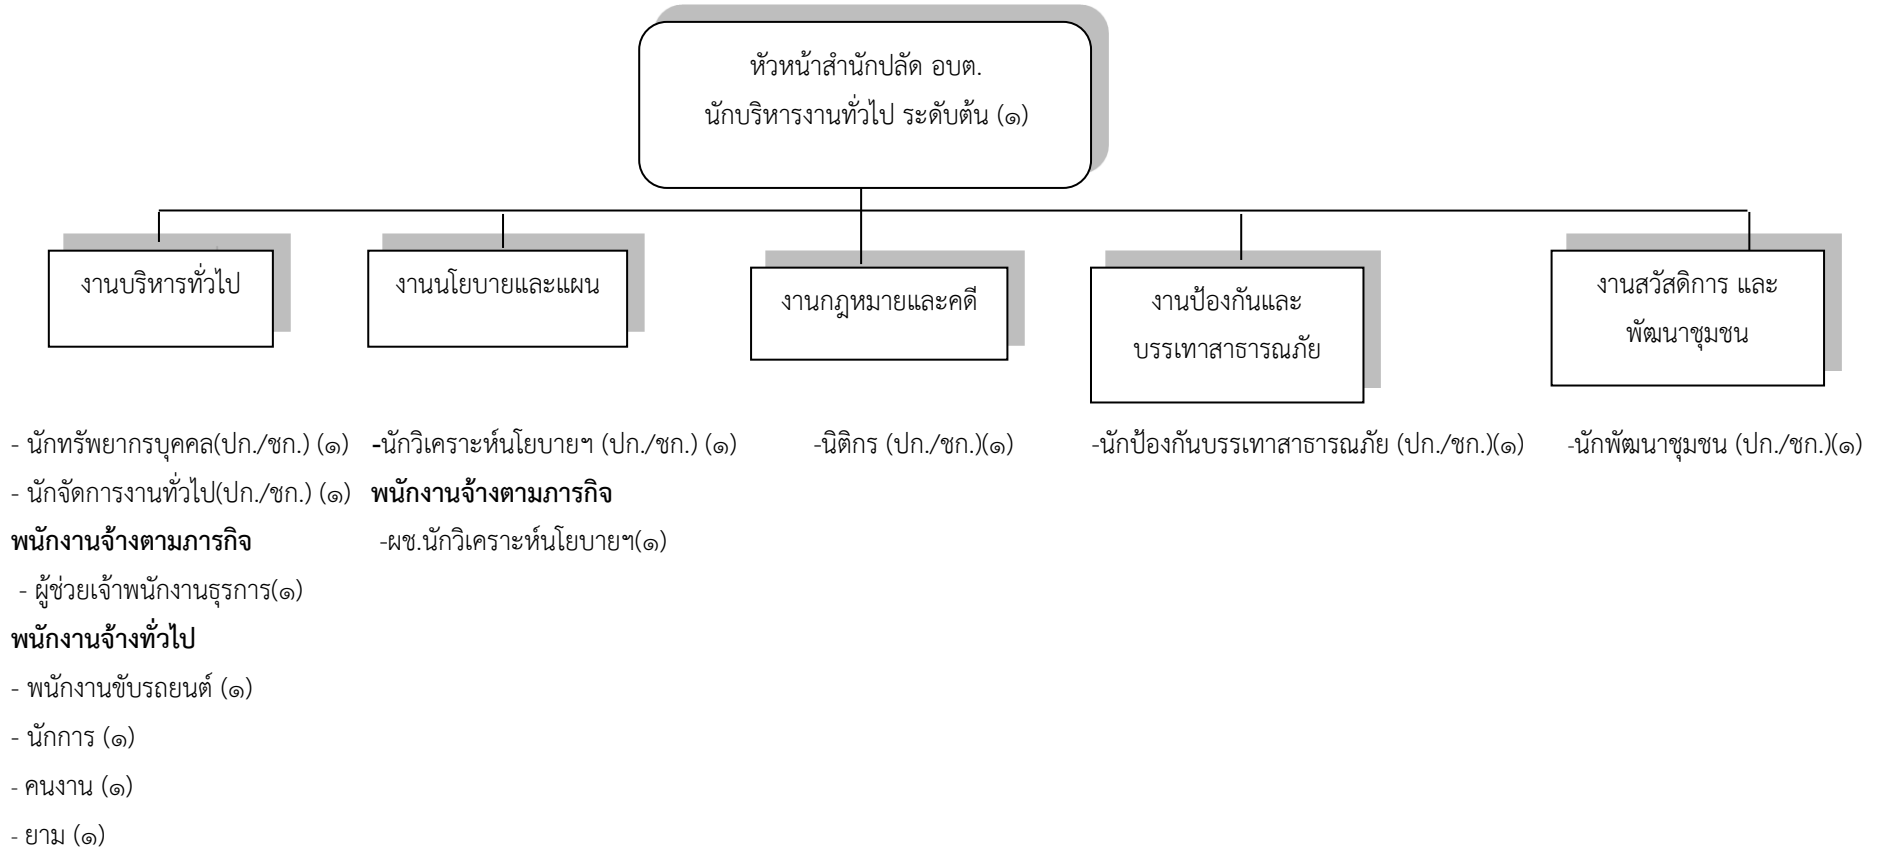 หัวหน้าสำนักปลัด อบต.
นักบริหารงานทั่วไป ระดับต้น (๑)
งานบริหารทั่วไป
งานนโยบายและแผน
งานกฎหมายและคดี
งานป้องกันและ
บรรเทาสาธารณภัย
งานสวัสดิการ และ
พัฒนาชุมชน
- นักทรัพยากรบุคคล(ปก./ชก.) (๑)
- นักจัดการงานทั่วไป(ปก./ชก.) (๑)
พนักงานจ้างตามภารกิจ
- ผู้ช่วยเจ้าพนักงานธุรการ(๑)
พนักงานจ้างทั่วไป
- พนักงานขับรถยนต์ (๑)
- นักการ (๑)
- คนงาน (๑)
- ยาม (๑)
-นักวิเคราะห์นโยบายฯ (ปก./ชก.) (๑)
พนักงานจ้างตามภารกิจ
-ผช.นักวิเคราะห์นโยบายฯ(๑)
-นิติกร (ปก./ชก.)(๑)
-นักป้องกันบรรเทาสาธารณภัย (ปก./ชก.)(๑)
-นักพัฒนาชุมชน (ปก./ชก.)(๑)